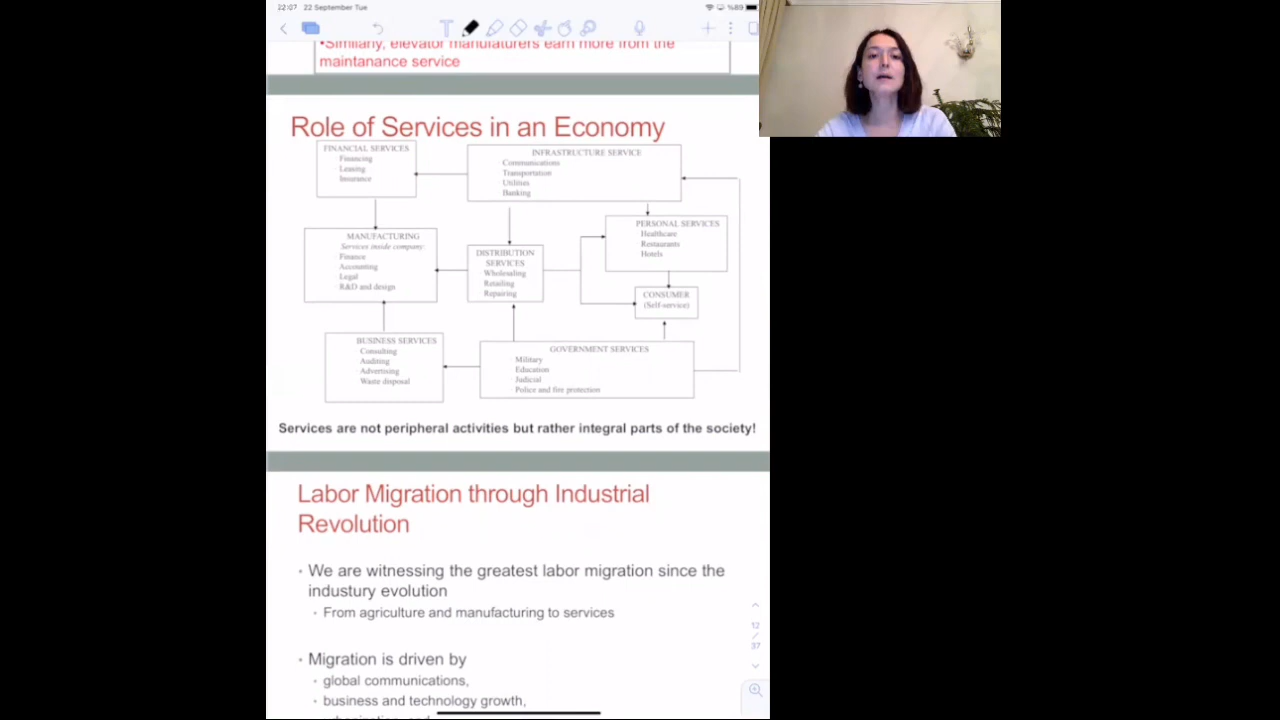 22:07 22 September Tue
%89
•Similarly, elevator manufaturers earn more from the
maintanance service
Role of Services in an Economy
FINANCIAL SERVICES
Financing
Leasing
Insurance
INFRASTRUCTURE SERVICE
Communications
Transportation
Utilities
Banking
PERSONAL SERVICES
Healthcare
Restaurants
Hotels
MANUFACTURING
Services inside company:
Finance
Accounting
Legal
R&D and design
DISTRIBUTION
SERVICES
Wholesaling
Retailing
Repairing
CONSUMER
(Self-service)
BUSINESS SERVICES
Consulting
Auditing
Advertising
Waste disposal
GOVERNMENT SERVICES
Military
Education
Judicial
Police and fire protection
Services are not peripheral activities but rather integral parts of the society!
Labor Migration through Industrial
Revolution
• We are witnessing the greatest labor migration since the
industury evolution
• From agriculture and manufacturing to services
• Migration is driven by
• global communications,
• business and technology growth,
12
/
37